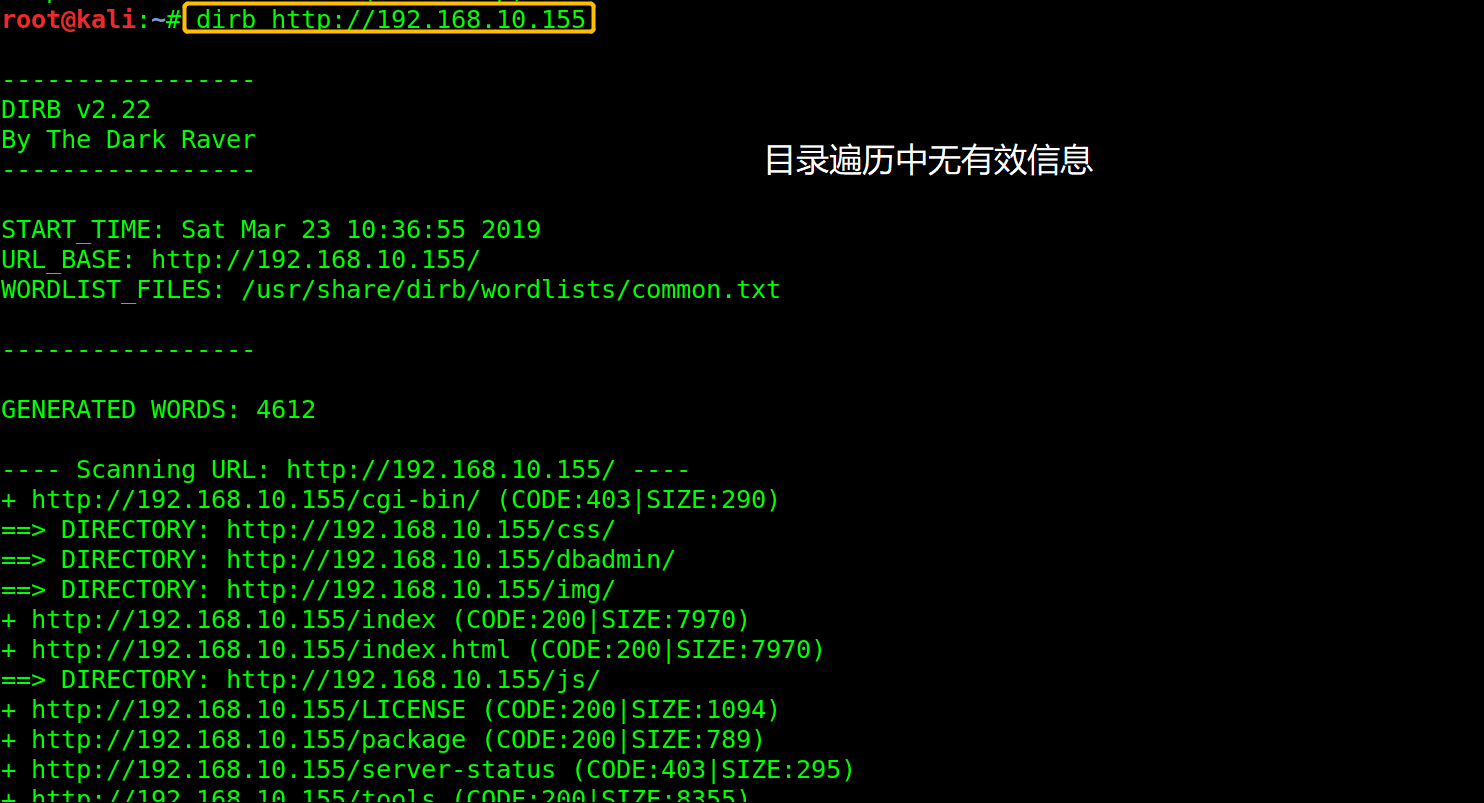 root@kali:~# dirb http://192.168.10.155
-----------------
DIRB v2.22
By The Dark Raver
-----------------
目录遍历中无有效信息
START_TIME: Sat Mar 23 10:36:55 2019
URL_BASE: http://192.168.10.155/
WORDLIST_FILES: /usr/share/dirb/wordlists/common.txt
-----------------
GENERATED WORDS: 4612
---- Scanning URL: http://192.168.10.155/ ----
+ http://192.168.10.155/cgi-bin/ (CODE:403|SIZE:290)
==> DIRECTORY: http://192.168.10.155/css/
==> DIRECTORY: http://192.168.10.155/dbadmin/
==> DIRECTORY: http://192.168.10.155/img/
+ http://192.168.10.155/index (CODE:200|SIZE:7970)
+ http://192.168.10.155/index.html (CODE:200|SIZE:7970)
==> DIRECTORY: http://192.168.10.155/js/
+ http://192.168.10.155/LICENSE (CODE:200|SIZE:1094)
+ http://192.168.10.155/package (CODE:200|SIZE:789)
+ http://192.168.10.155/server-status (CODE:403|SIZE:295)
+ http://192.168.10.155/tools (CODE:200|SIZE:8355)